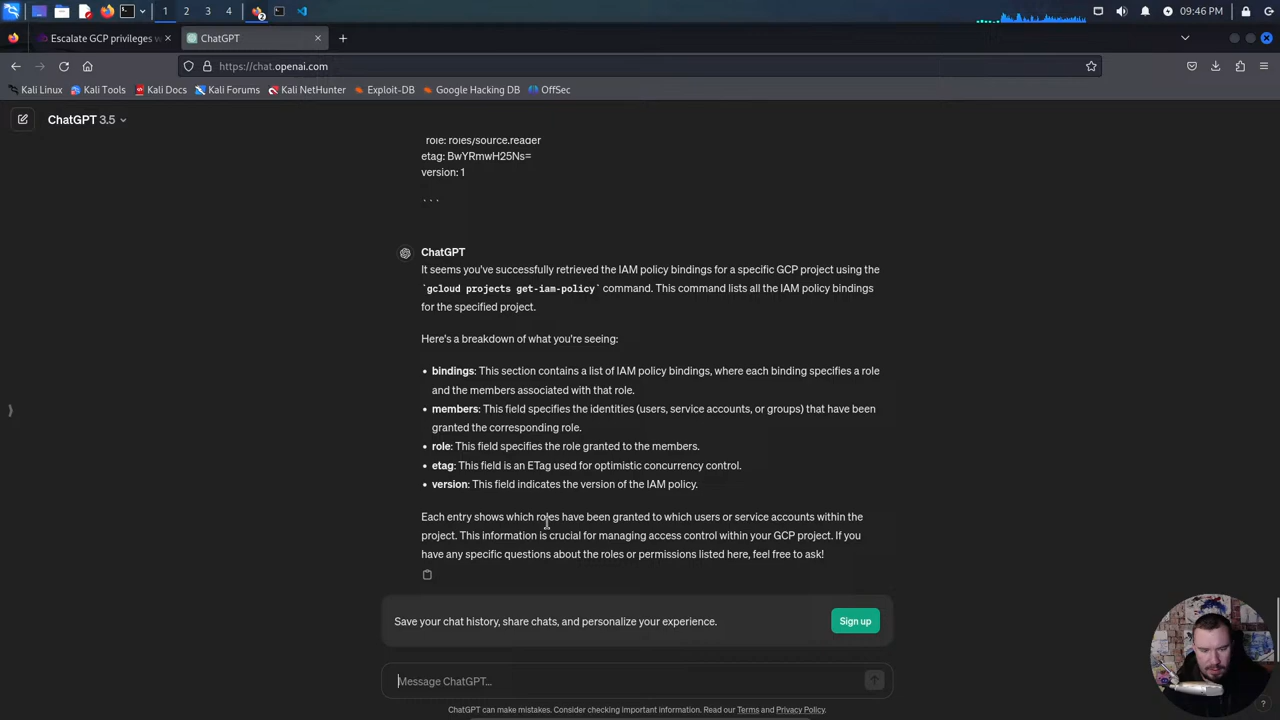 1 2 3 4 2 09:46 PM
Escalate GCP privileges w
ChatGPT
https://chat.openai.com
Kali Linux Kali Tools Kali Docs Kali Forums Kali NetHunter Exploit-DB Google Hacking DB OffSec
ChatGPT 3.5
role: roles/source.reader
etag: BwYRmwH25Ns=
version: 1
```
ChatGPT
It seems you've successfully retrieved the IAM policy bindings for a specific GCP project using the
`gcloud projects get-iam-policy` command. This command lists all the IAM policy bindings
for the specified project.
Here's a breakdown of what you're seeing:
• bindings: This section contains a list of IAM policy bindings, where each binding specifies a role
and the members associated with that role.
• members: This field specifies the identities (users, service accounts, or groups) that have been
granted the corresponding role.
• role: This field specifies the role granted to the members.
• etag: This field is an ETag used for optimistic concurrency control.
• version: This field indicates the version of the IAM policy.
Each entry shows which roles have been granted to which users or service accounts within the
project. This information is crucial for managing access control within your GCP project. If you
have any specific questions about the roles or permissions listed here, feel free to ask!
Save your chat history, share chats, and personalize your experience.
Sign up
Message ChatGPT...
ChatGPT can make mistakes. Consider checking important information. Read our Terms and Privacy Policy.
?